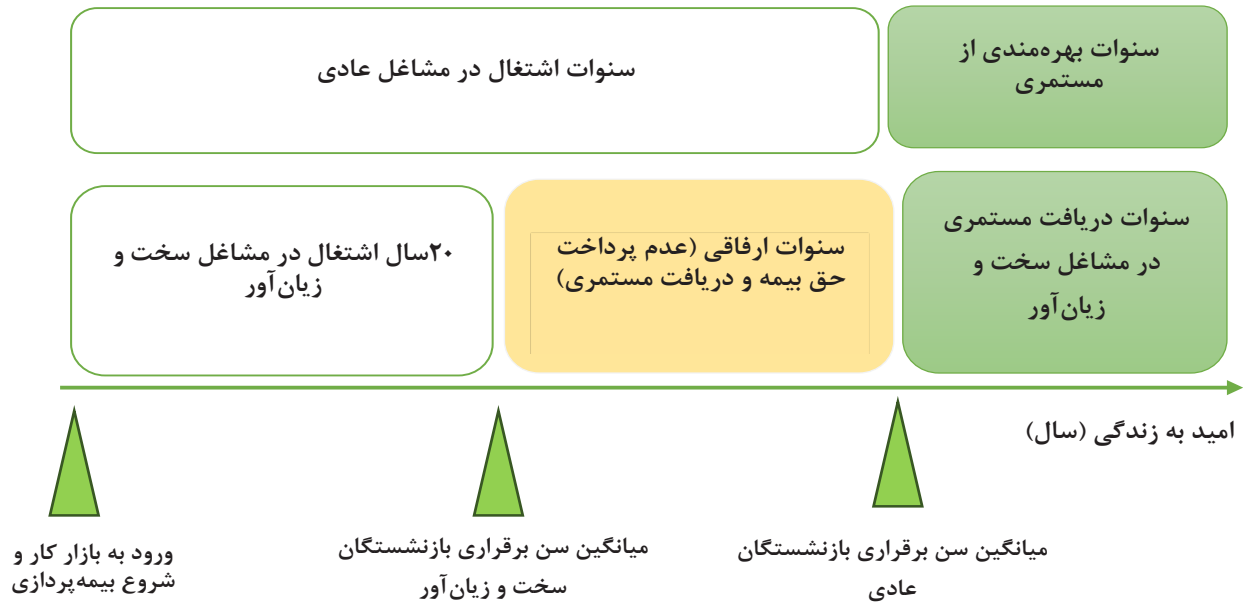 سنوات بهره‌مندی از
مستمری
سنوات اشتغال در مشاغل عادی
سنوات دریافت مستمری
در مشاغل سخت و
زیان‌آور
سنوات ارفاقی (عدم پرداخت
حق بیمه و دریافت مستمری)
۲۰سال اشتغال در مشاغل سخت و
زیان‌آور
امید به زندگی (سال)
میانگین سن برقراری بازنشستگان
عادی
میانگین سن برقراری بازنشستگان
سخت و زیان‌آور
ورود به بازار کار و
شروع بیمه‌پردازی